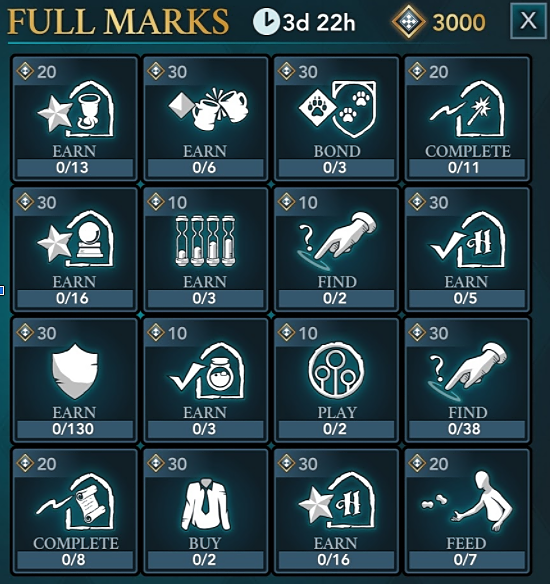 FULL MARKS 3d 22h 3000 X
20 30 30 20
EARN EARN BOND COMPLETE
0/13 0/6 0/3 0/11
30 10 10 30
? H
EARN EARN FIND EARN
0/16 0/3 0/2 0/5
30 10 10 30
?
EARN EARN PLAY FIND
0/130 0/3 0/2 0/38
20 30 30 20
H
COMPLETE BUY EARN FEED
0/8 0/2 0/16 0/7